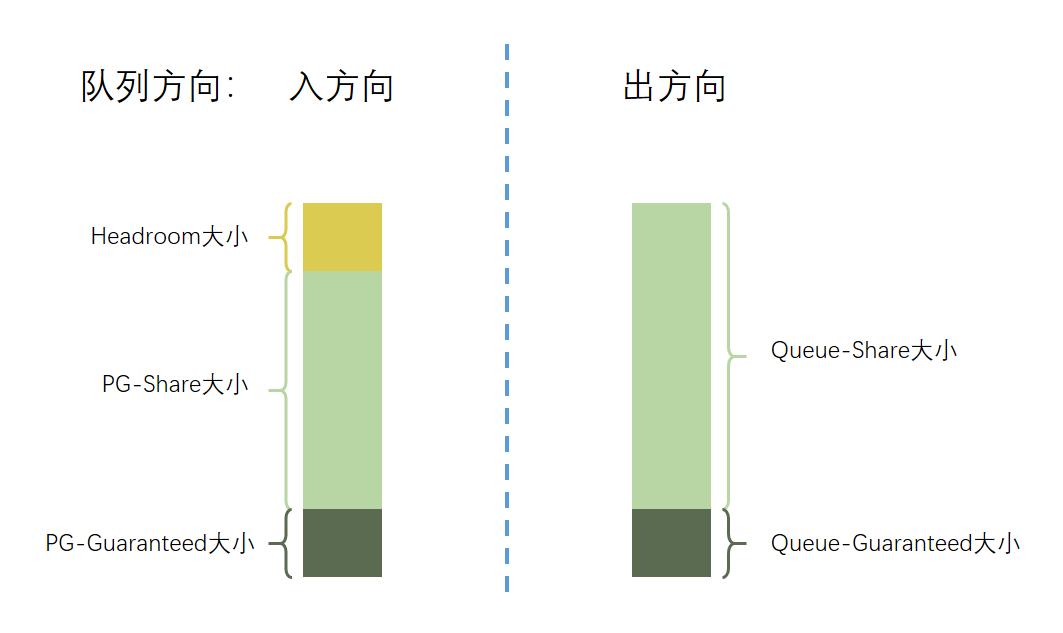 队列方向: 入方向 出方向
Headroom大小
PG-Share大小
PG-Guaranteed大小
Queue-Share大小
Queue-Guaranteed大小